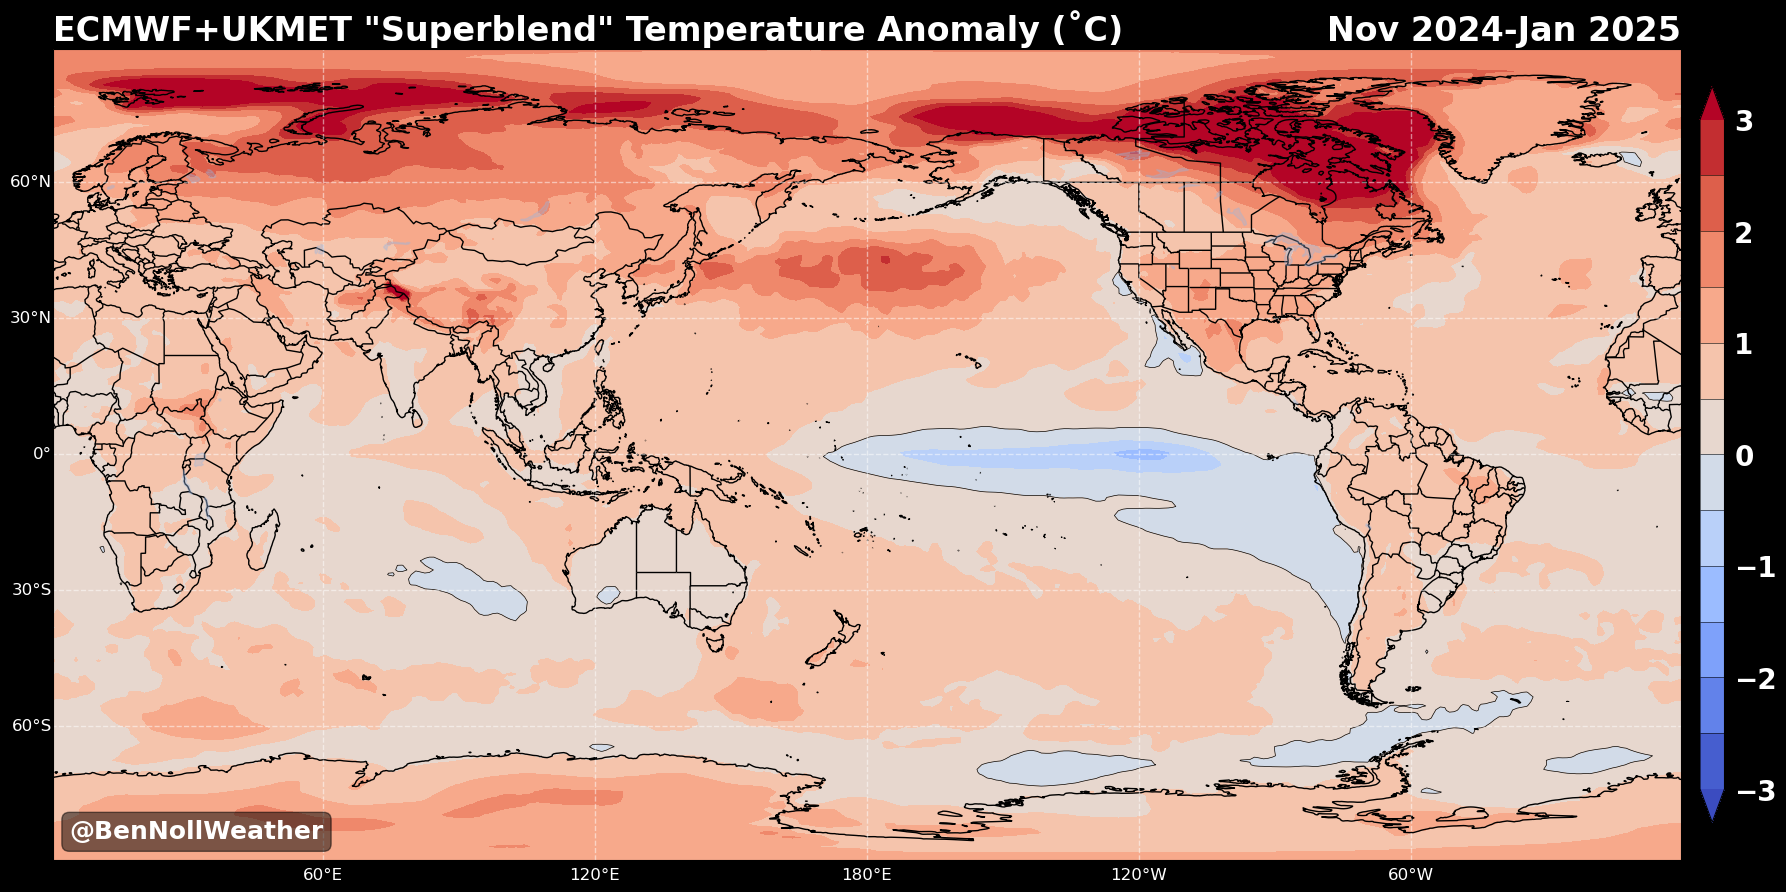 ECMWF+UKMET "Superblend" Temperature Anomaly (˚C)
Nov 2024-Jan 2025
60°N
30°N
0°
30°S
60°S
60°E
120°E
180°E
120°W
60°W
3
2
1
0
−1
−2
−3
@BenNollWeather